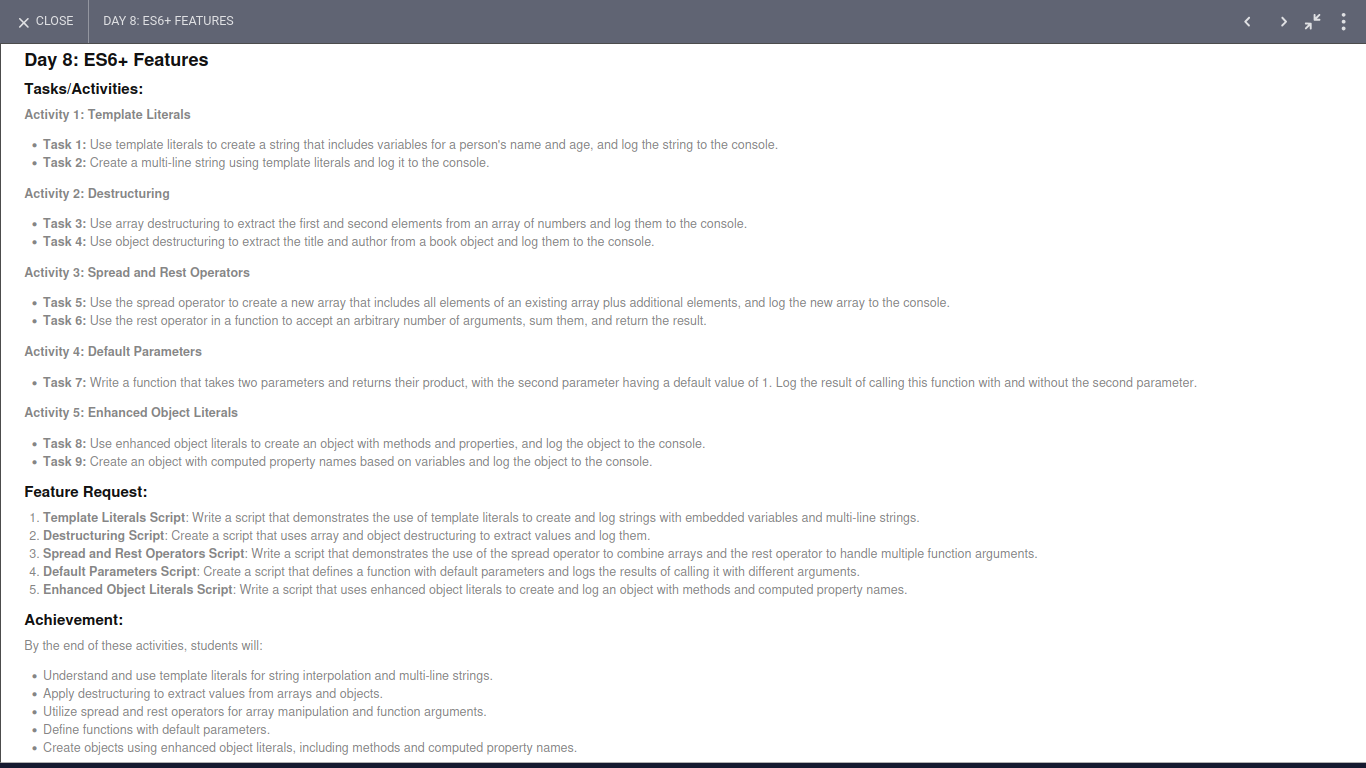 CLOSE
DAY 8: ES6+ FEATURES
Day 8: ES6+ Features
Tasks/Activities:
Activity 1: Template Literals
• Task 1: Use template literals to create a string that includes variables for a person's name and age, and log the string to the console.
• Task 2: Create a multi-line string using template literals and log it to the console.
Activity 2: Destructuring
• Task 3: Use array destructuring to extract the first and second elements from an array of numbers and log them to the console.
• Task 4: Use object destructuring to extract the title and author from a book object and log them to the console.
Activity 3: Spread and Rest Operators
• Task 5: Use the spread operator to create a new array that includes all elements of an existing array plus additional elements, and log the new array to the console.
• Task 6: Use the rest operator in a function to accept an arbitrary number of arguments, sum them, and return the result.
Activity 4: Default Parameters
• Task 7: Write a function that takes two parameters and returns their product, with the second parameter having a default value of 1. Log the result of calling this function with and without the second parameter.
Activity 5: Enhanced Object Literals
• Task 8: Use enhanced object literals to create an object with methods and properties, and log the object to the console.
• Task 9: Create an object with computed property names based on variables and log the object to the console.
Feature Request:
1. Template Literals Script: Write a script that demonstrates the use of template literals to create and log strings with embedded variables and multi-line strings.
2. Destructuring Script: Create a script that uses array and object destructuring to extract values and log them.
3. Spread and Rest Operators Script: Write a script that demonstrates the use of the spread operator to combine arrays and the rest operator to handle multiple function arguments.
4. Default Parameters Script: Create a script that defines a function with default parameters and logs the results of calling it with different arguments.
5. Enhanced Object Literals Script: Write a script that uses enhanced object literals to create and log an object with methods and computed property names.
Achievement:
By the end of these activities, students will:
• Understand and use template literals for string interpolation and multi-line strings.
• Apply destructuring to extract values from arrays and objects.
• Utilize spread and rest operators for array manipulation and function arguments.
• Define functions with default parameters.
• Create objects using enhanced object literals, including methods and computed property names.